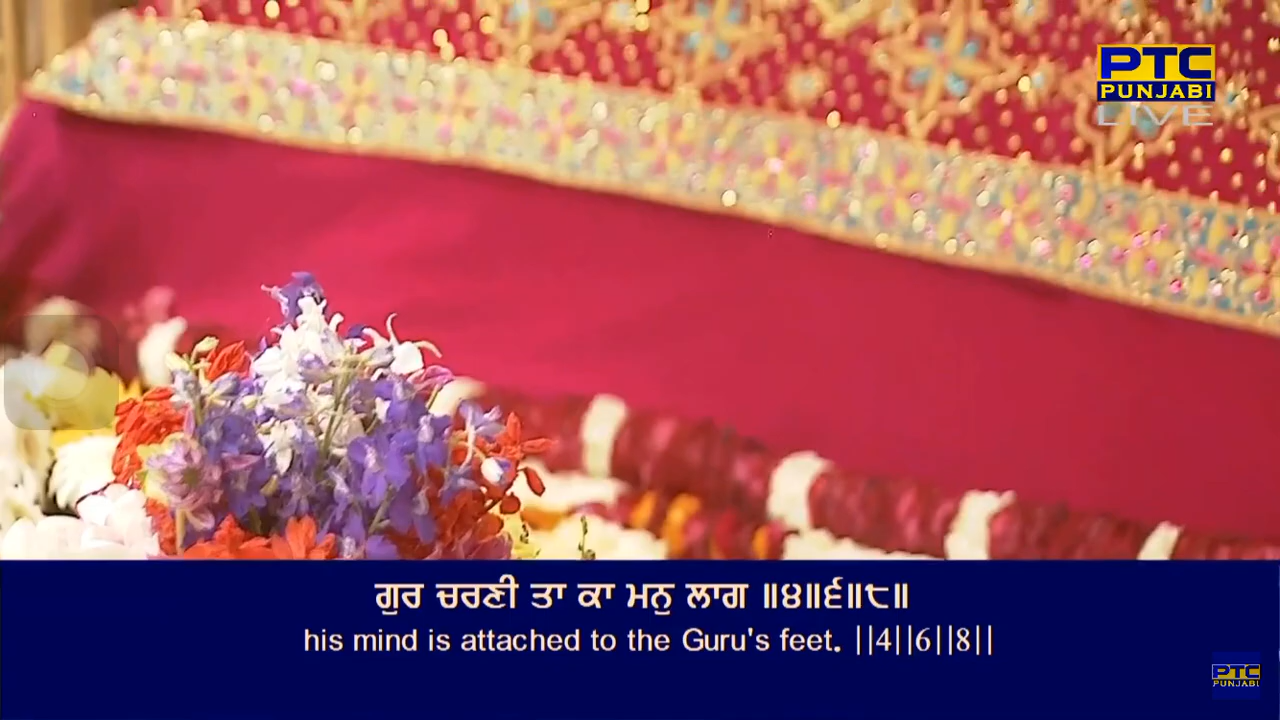 PTC
PUNJABI
LIVE
ਗੁਰ ਚਰਣੀ ਤਾ ਕਾ ਮਨੁ ਲਾਗ ॥੪॥੬॥੮॥
his mind is attached to the Guru's feet. ||4||6||8||
PTC
PUNJABI